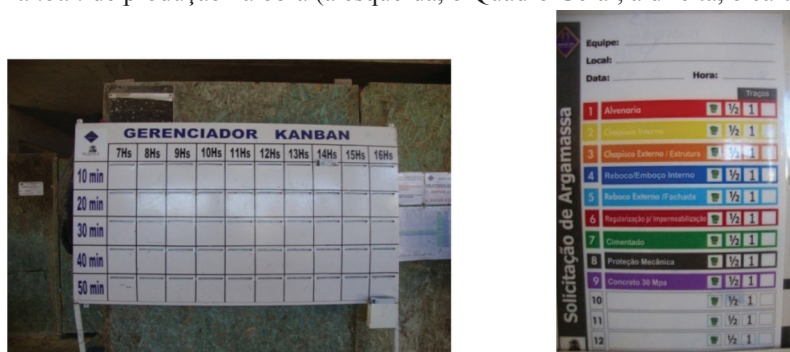 GERENCIADOR KANBAN
7Hs 8Hs 9Hs 10Hs 11Hs 12Hs 13Hs 14Hs 15Hs 16Hs
10 min
20 min
30 min
40 min
50 min
Equipe:
Local:
Data: Hora:
Traços
Solicitação de Argamassa
1 Alvenaria ½ 1
2 Chapisco Interno ½ 1
3 Chapisco Externo / Estrutura ½ 1
4 Reboco/Emboço Interno ½ 1
5 Reboco Externo /Fachada ½ 1
6 Regularização p/ Impermeabilização ½ 1
7 Cimentado ½ 1
8 Proteção Mecânica ½ 1
9 Concreto 30 Mpa ½ 1
10 ½ 1
11 ½ 1
12 ½ 1